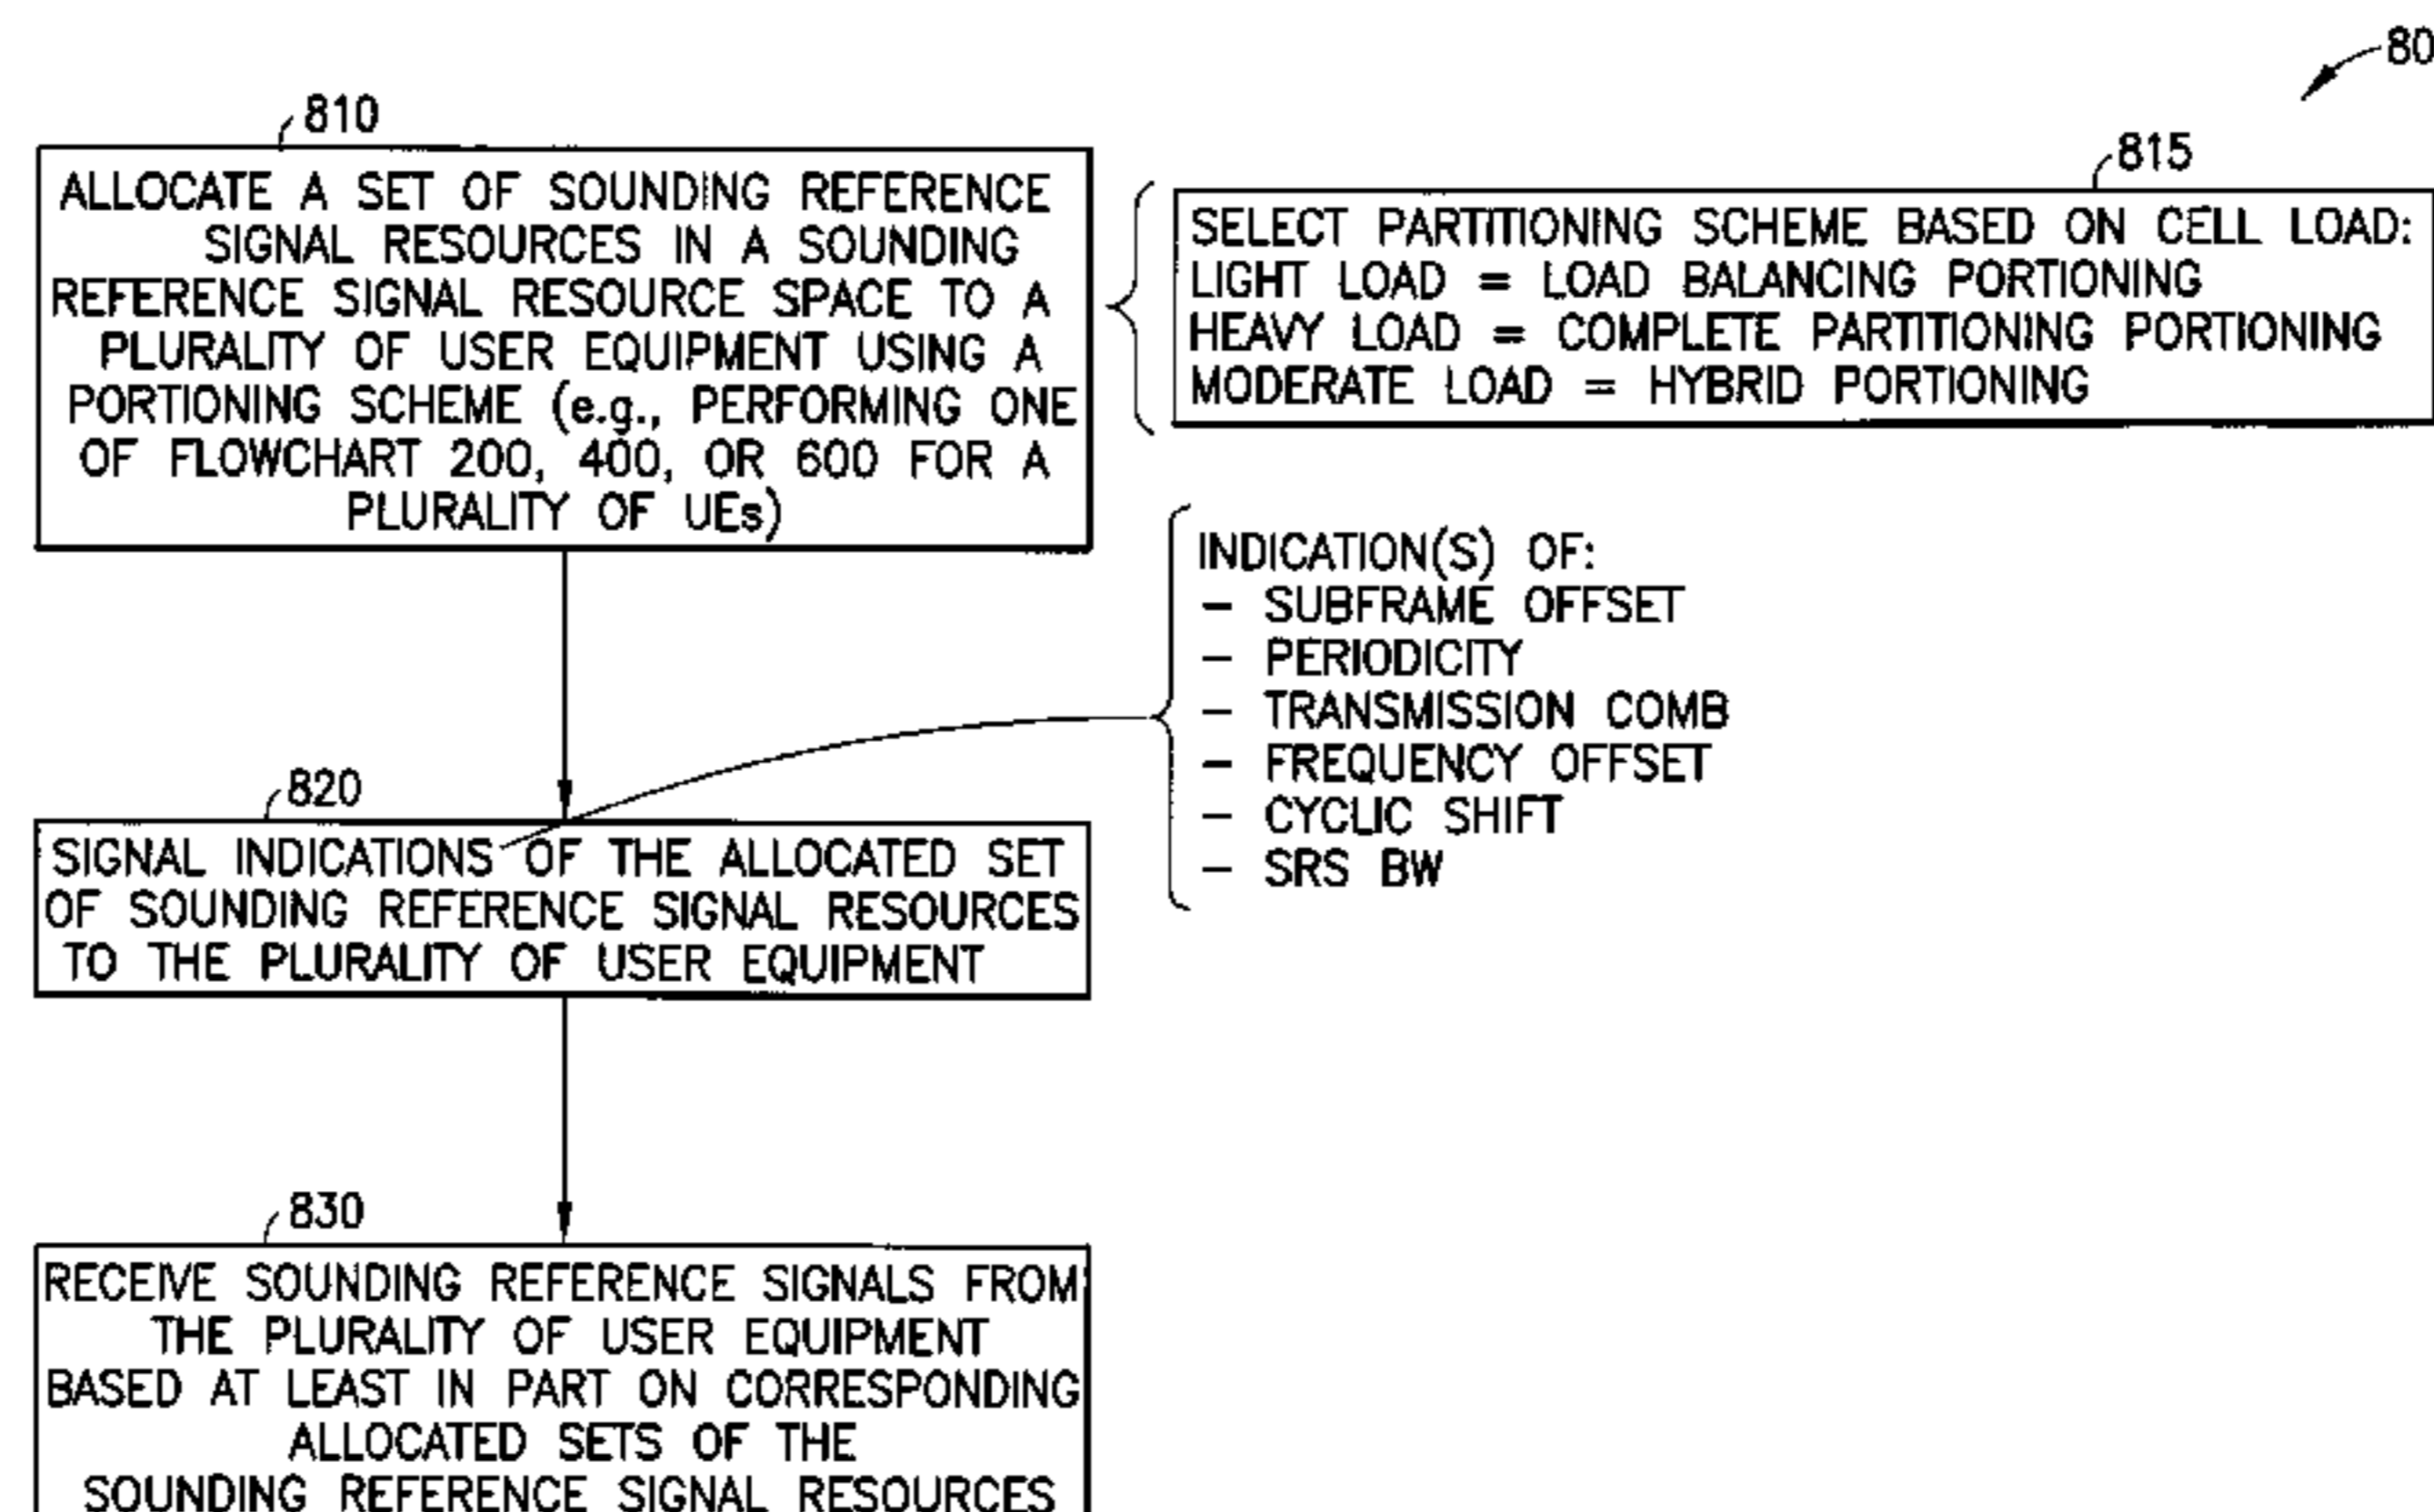 80
810
ALLOCATE A SET OF SOUNDING REFERENCE
SIGNAL RESOURCES IN A SOUNDING
REFERENCE SIGNAL RESOURCE SPACE TO A
PLURALITY OF USER EQUIPMENT USING A
PORTIONING SCHEME (e.g., PERFORMING ONE
OF FLOWCHART 200, 400, OR 600 FOR A
PLURALITY OF UEs)
815
SELECT PARTITIONING SCHEME BASED ON CELL LOAD:
LIGHT LOAD = LOAD BALANCING PORTIONING
HEAVY LOAD = COMPLETE PARTITIONING PORTIONING
MODERATE LOAD = HYBRID PORTIONING
INDICATION(S) OF:
– SUBFRAME OFFSET
– PERIODICITY
– TRANSMISSION COMB
– FREQUENCY OFFSET
– CYCLIC SHIFT
– SRS BW
820
SIGNAL INDICATIONS OF THE ALLOCATED SET
OF SOUNDING REFERENCE SIGNAL RESOURCES
TO THE PLURALITY OF USER EQUIPMENT
830
RECEIVE SOUNDING REFERENCE SIGNALS FROM
THE PLURALITY OF USER EQUIPMENT
BASED AT LEAST IN PART ON CORRESPONDING
ALLOCATED SETS OF THE
SOUNDING REFERENCE SIGNAL RESOURCES